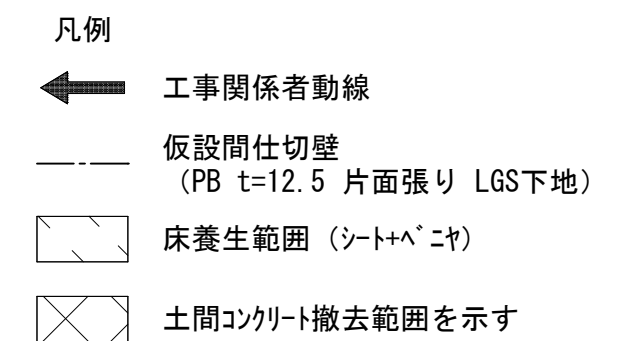 凡例
工事関係者動線
仮設間仕切壁
（PB t=12.5 片面張り LGS下地）
床養生範囲（ｼｰﾄ+ﾍﾞﾆﾔ）
土間ｺﾝｸﾘｰﾄ撤去範囲を示す